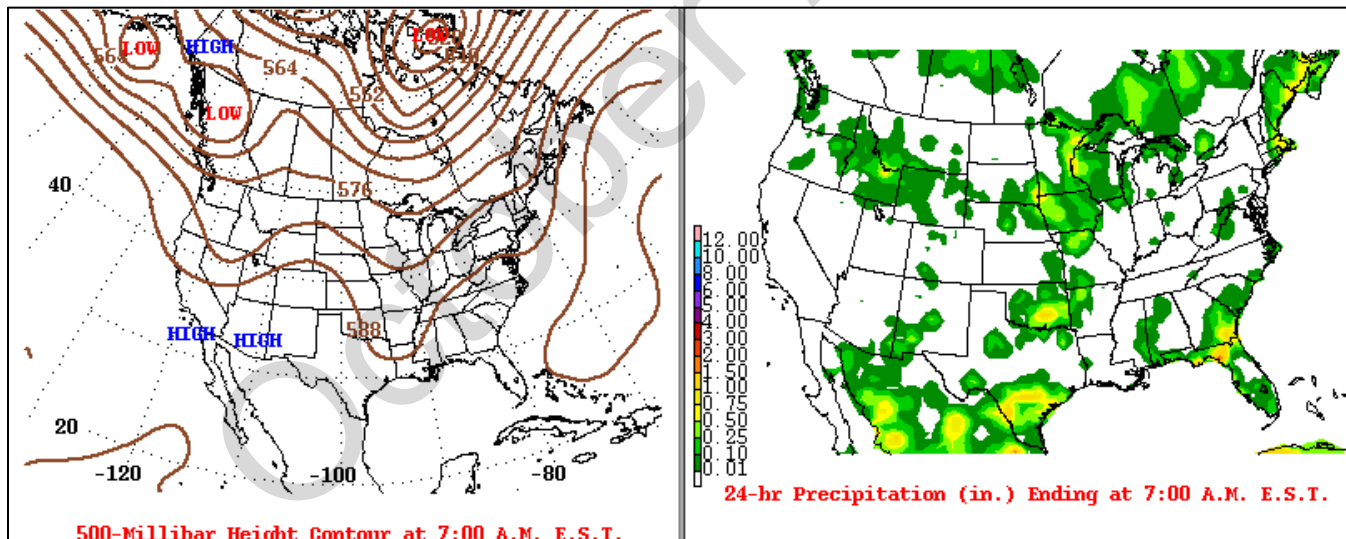 LOW
HIGH
LOW
564
552
LOW
40
576
HIGH
HIGH
588
20
-120
-100
-80
500-Millibar Height Contour at 7:00 A.M. E.S.T.
12.00
10.00
8.00
6.00
5.00
4.00
3.00
2.00
1.50
1.00
0.75
0.50
0.25
0.10
0.01
24-hr Precipitation (in.) Ending at 7:00 A.M. E.S.T.
October